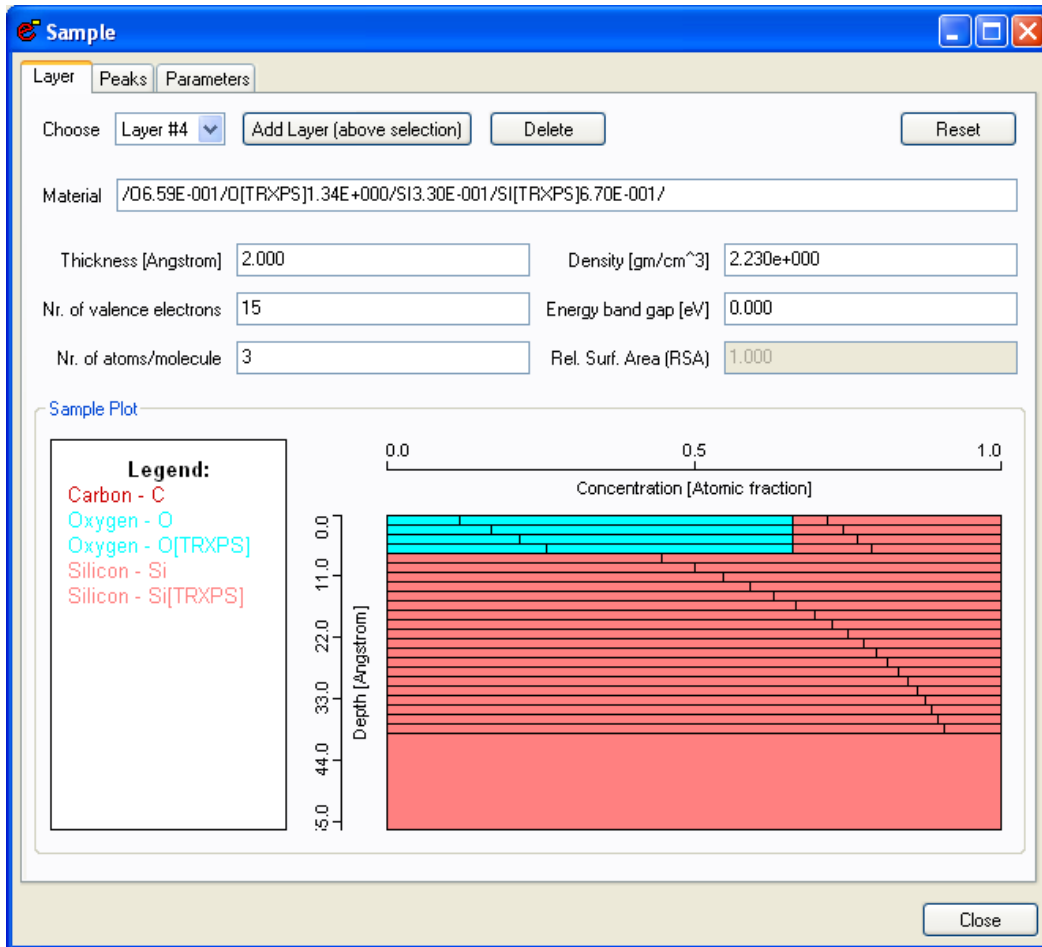 Sample
Layer Peaks Parameters
Choose Layer #4 Add Layer (above selection) Delete Reset
Material /O6.59E-001/O[TRXPS]1.34E+000/SI3.30E-001/SI[TRXPS]6.70E-001/
Thickness [Angstrom] 2.000 Density [gm/cm^3] 2.230e+000
Nr. of valence electrons 15 Energy band gap [eV] 0.000
Nr. of atoms/molecule 3 Rel. Surf. Area (RSA) 1.000
Sample Plot
Legend:
Carbon - C
Oxygen - O
Oxygen - O[TRXPS]
Silicon - Si
Silicon - Si[TRXPS]
0.0 0.5 1.0
Concentration [Atomic fraction]
0.0
11.0
22.0
33.0
44.0
Depth [Angstrom]
Close